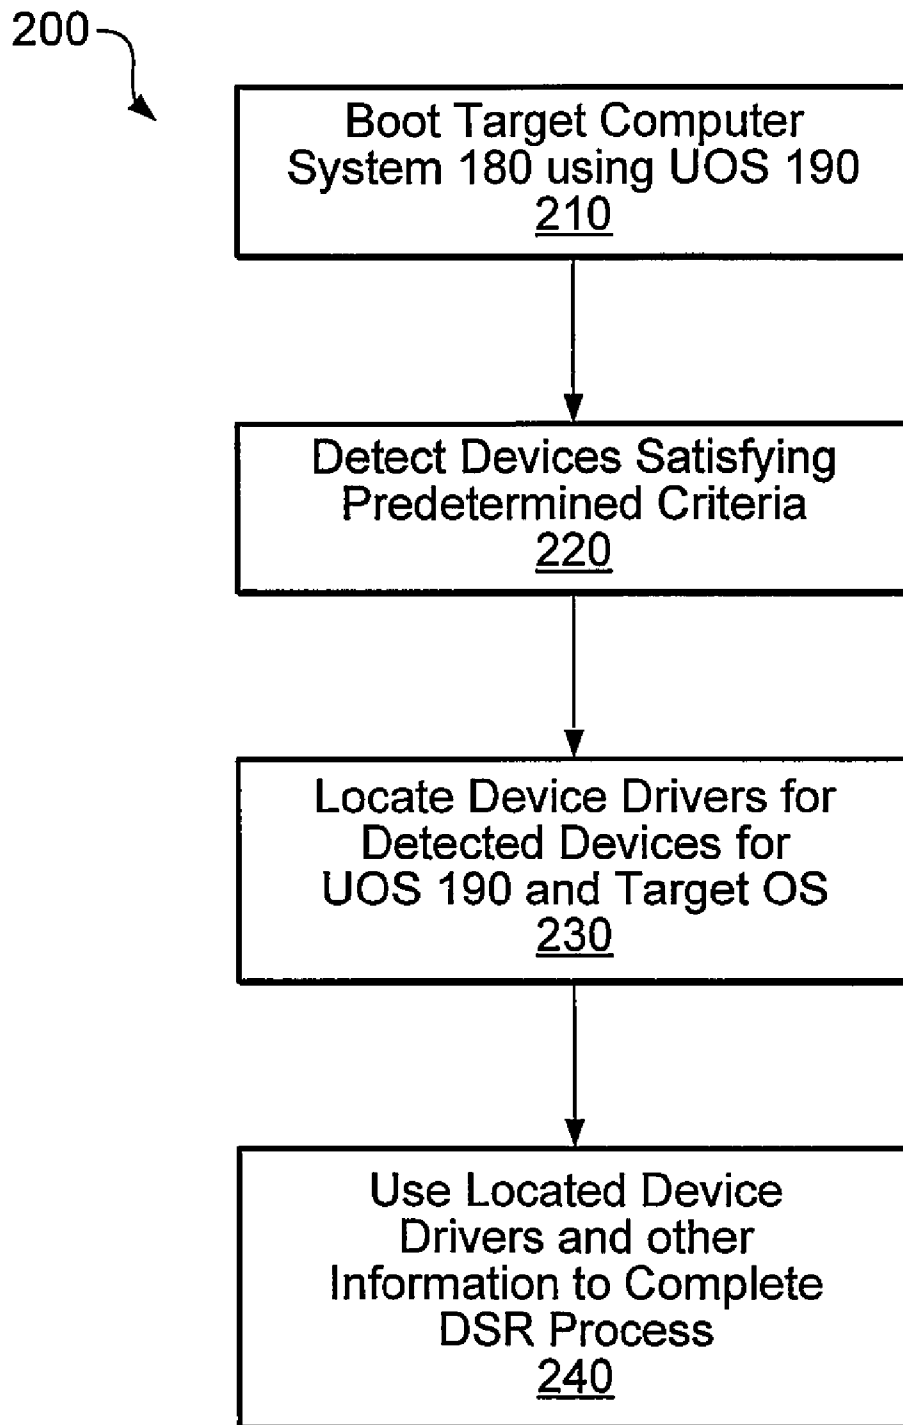 200
Boot Target Computer
System 180 using UOS 190
210
Detect Devices Satisfying
Predetermined Criteria
220
Locate Device Drivers for
Detected Devices for
UOS 190 and Target OS
230
Use Located Device
Drivers and other
Information to Complete
DSR Process
240